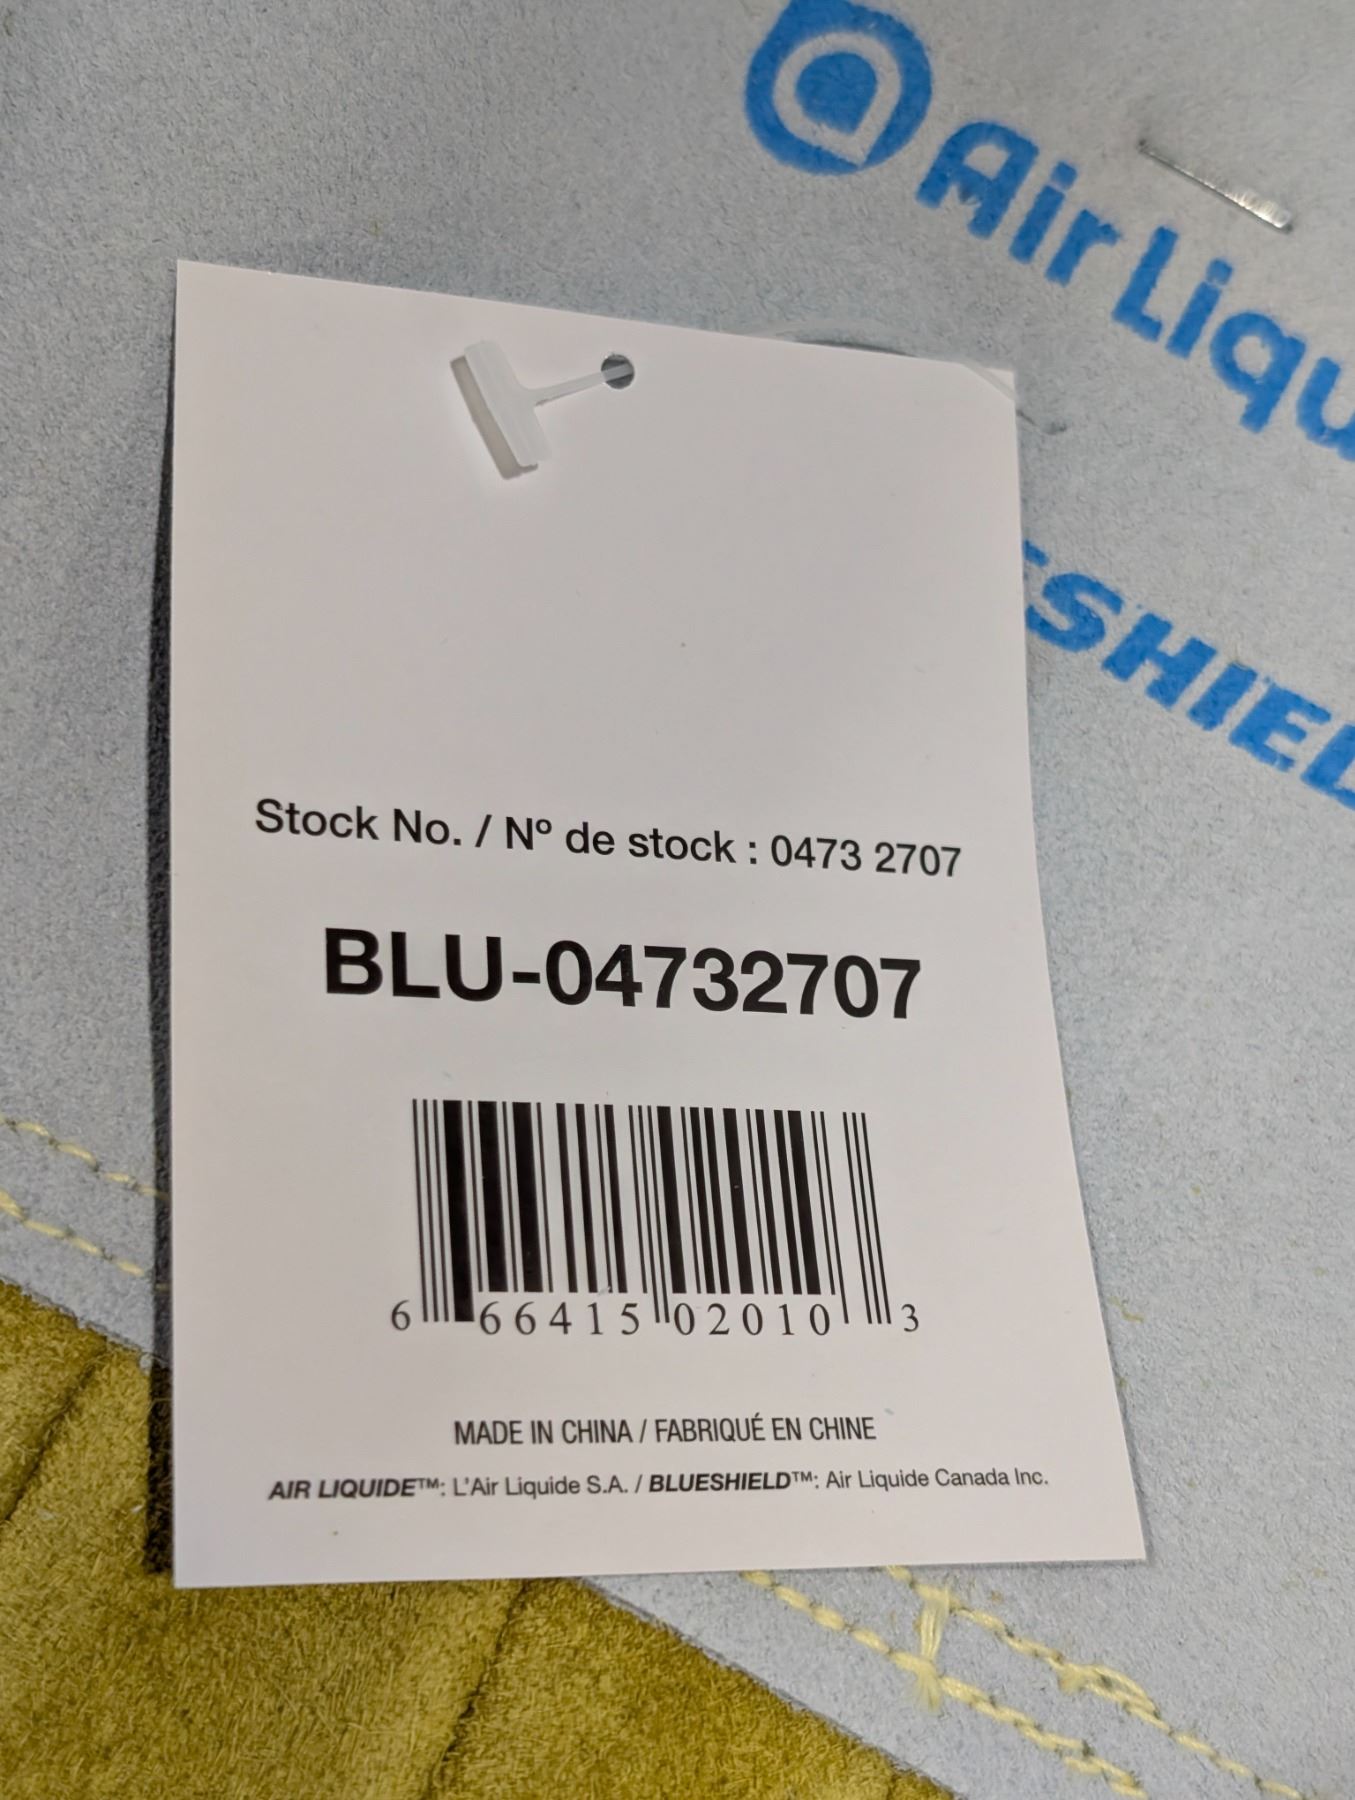 Air Liqu
ESHIEL
Stock No. / Nº de stock : 0473 2707
BLU-04732707
6 66415 02010 3
MADE IN CHINA / FABRIQUÉ EN CHINE
AIR LIQUIDE™: L'Air Liquide S.A. / BLUESHIELD™: Air Liquide Canada Inc.